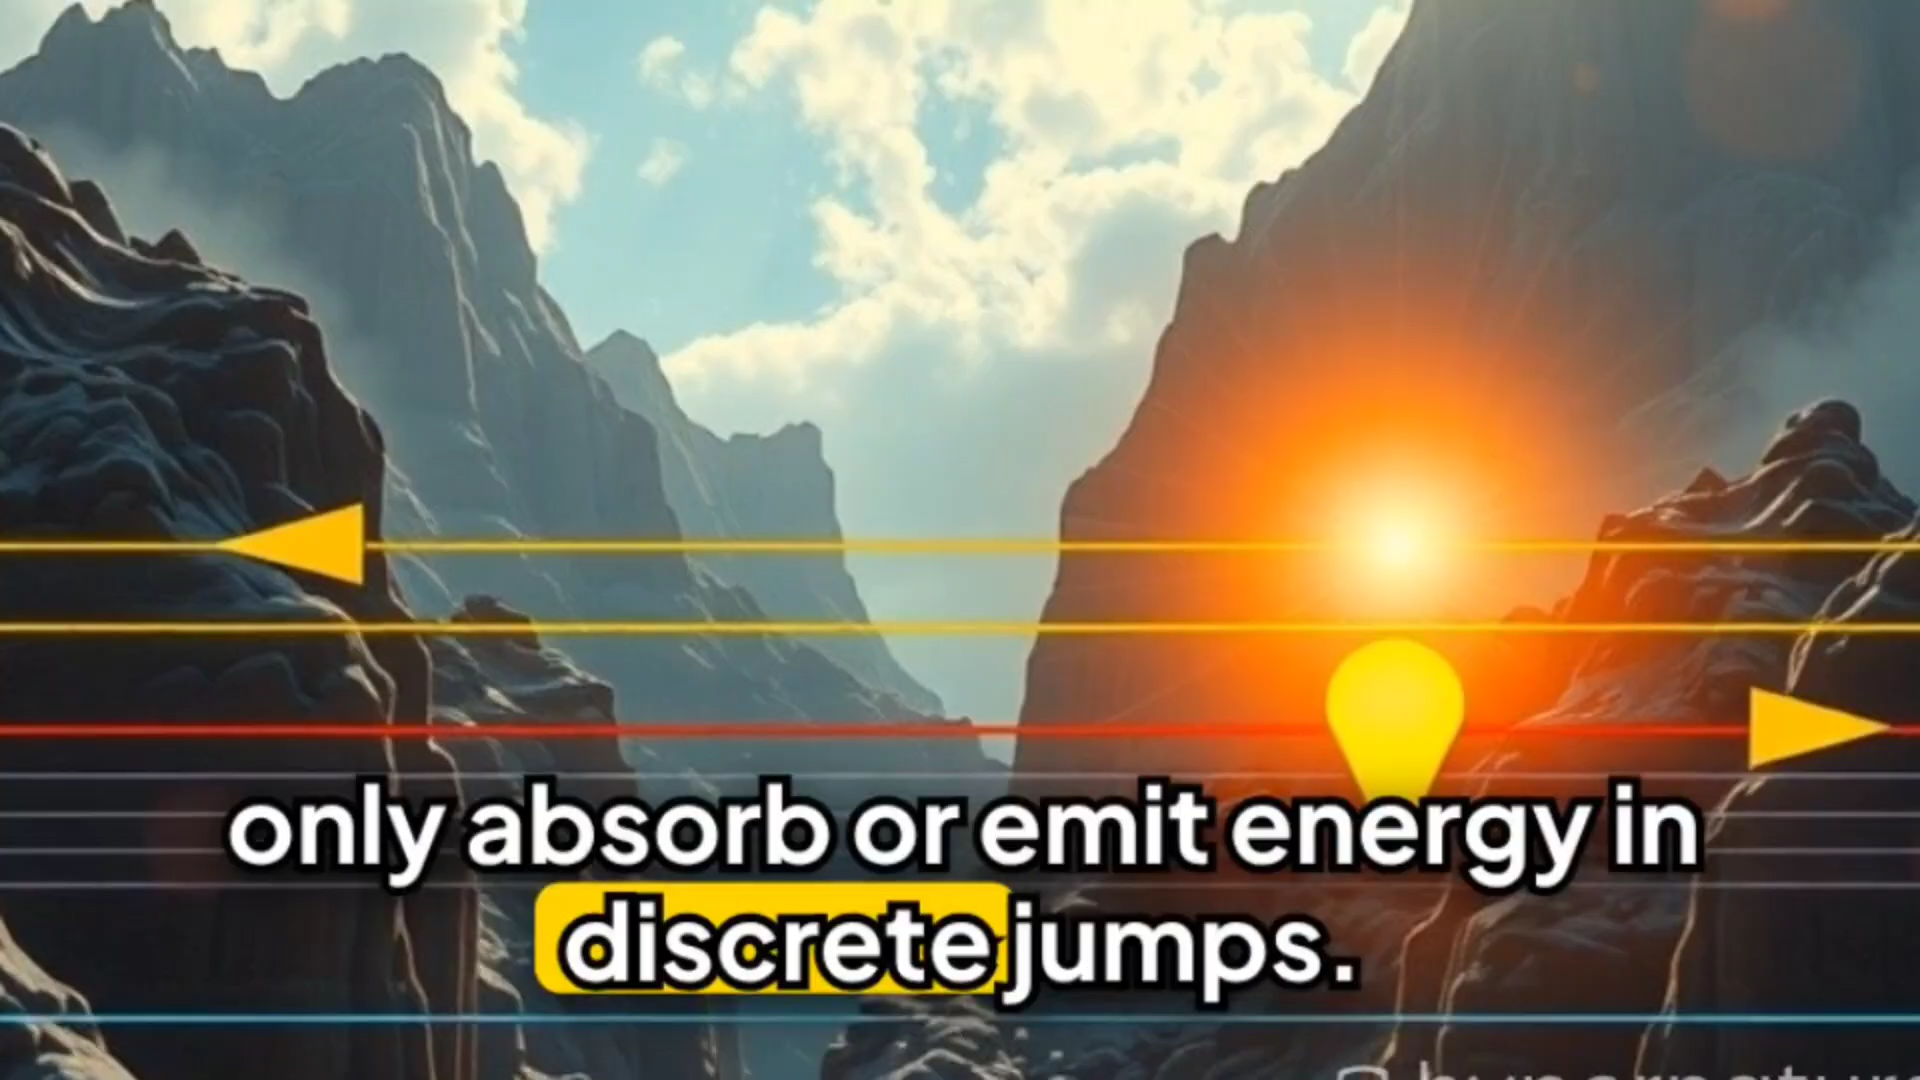 only absorb or emit energy in
discrete jumps.